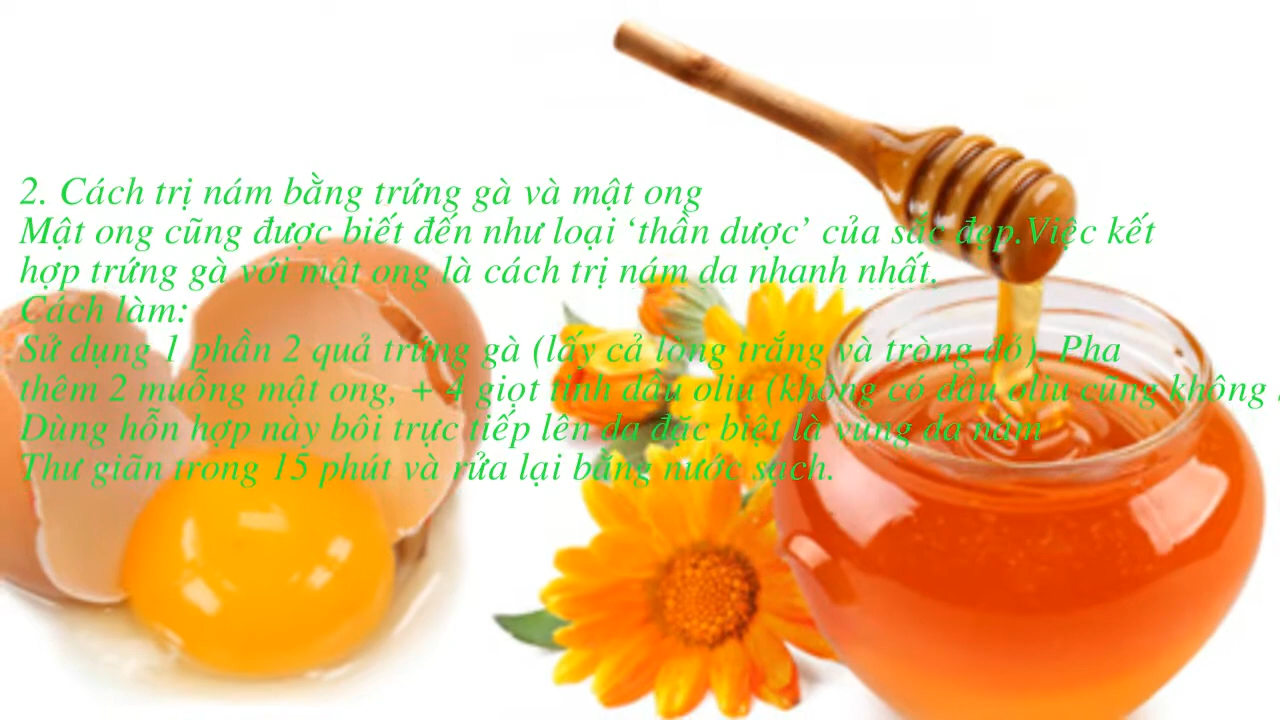 2. Cách trị nám bằng trứng gà và mật ong
Mật ong cũng được biết đến như loại ‘thần dược’ của sắc đẹp.Việc kết
hợp trứng gà với mật ong là cách trị nám da nhanh nhất.
Cách làm:
Sử dụng 1 phần 2 quả trứng gà (lấy cả lòng trắng và tròng đỏ). Pha
thêm 2 muỗng mật ong, + 4 giọt tinh dầu oliu (không có dầu oliu cũng không
Dùng hỗn hợp này bôi trực tiếp lên da đặc biệt là vùng da nám
Thư giãn trong 15 phút và rửa lại bằng nước sạch.